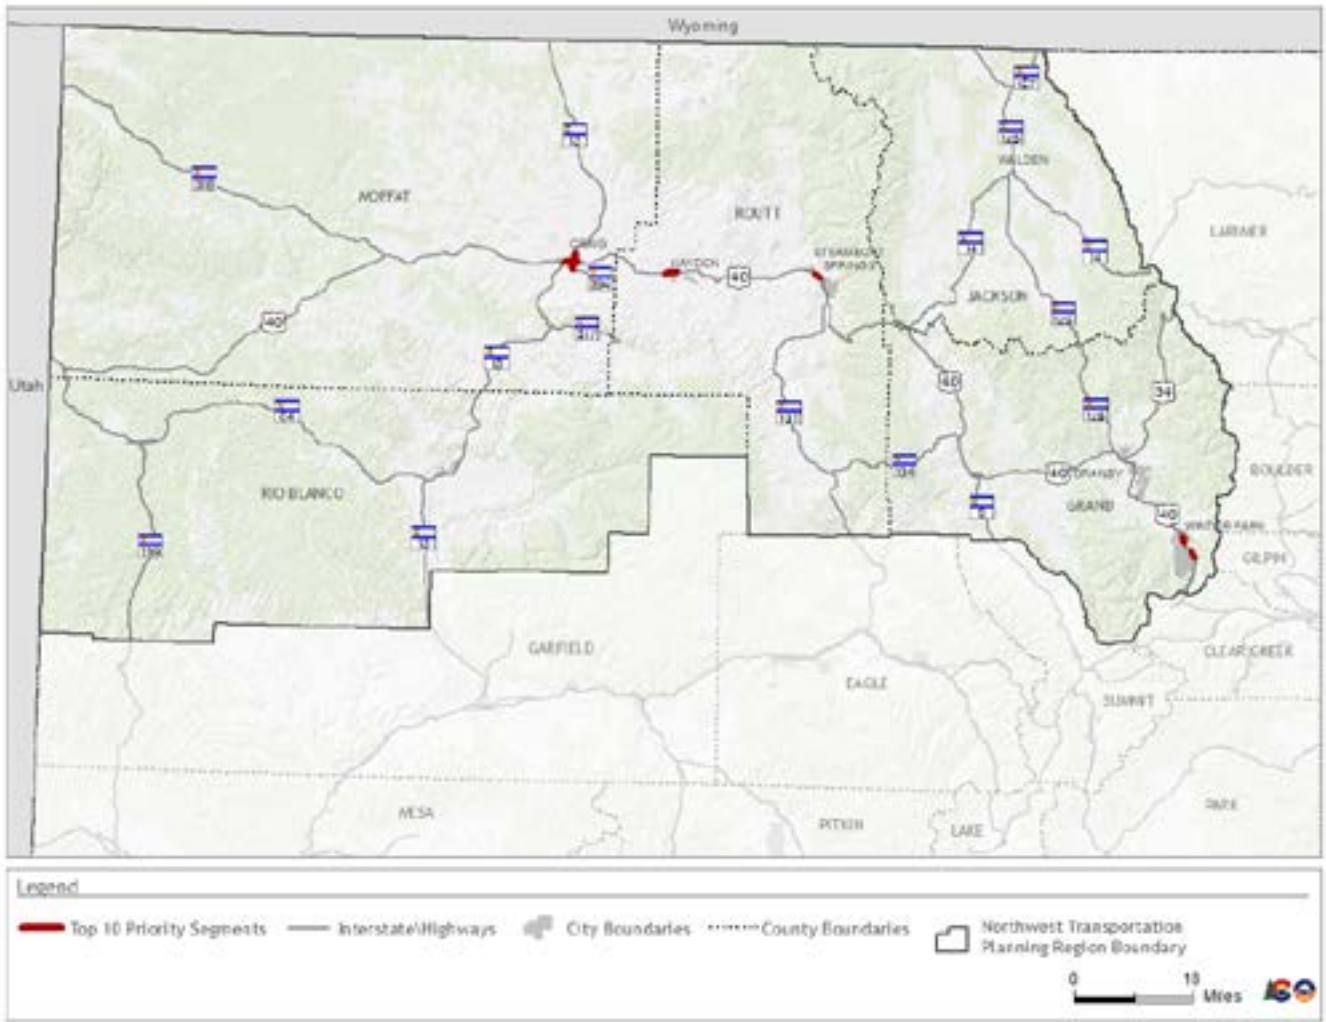 Wyoming
WALDEN
MOFFAT
ROUTT
LARIMER
CRAIG
HAYDEN
STEAMBOAT
SPRINGS
40
JACKSON
40
Utah
40
34
RIO BLANCO
40
GRANBY
BOULDER
GRAND
40
WINTER PARK
GILPIN
GARFIELD
CLEAR CREEK
EAGLE
SUMMIT
MESA
PITKIN
LAKE
PARK
Legend
Top 10 Priority Segments
Interstate\Highways
City Boundaries
County Boundaries
Northwest Transportation
Planning Region Boundary
0
Miles